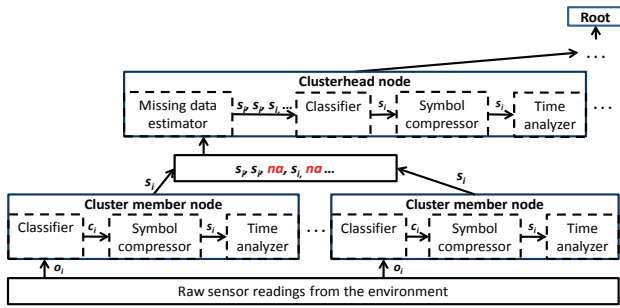 Root
...
Clusterhead node
Missing data estimator
s_i, s_i, s_i, ...
Classifier
s_i
Symbol compressor
s_i
Time analyzer
...
s_i, s_i, na, s_i, na ...
s_i
s_i
Cluster member node
Classifier
c_i
Symbol compressor
s_i
Time analyzer
...
Cluster member node
Classifier
c_i
Symbol compressor
s_i
Time analyzer
...
o_i
o_i
Raw sensor readings from the environment